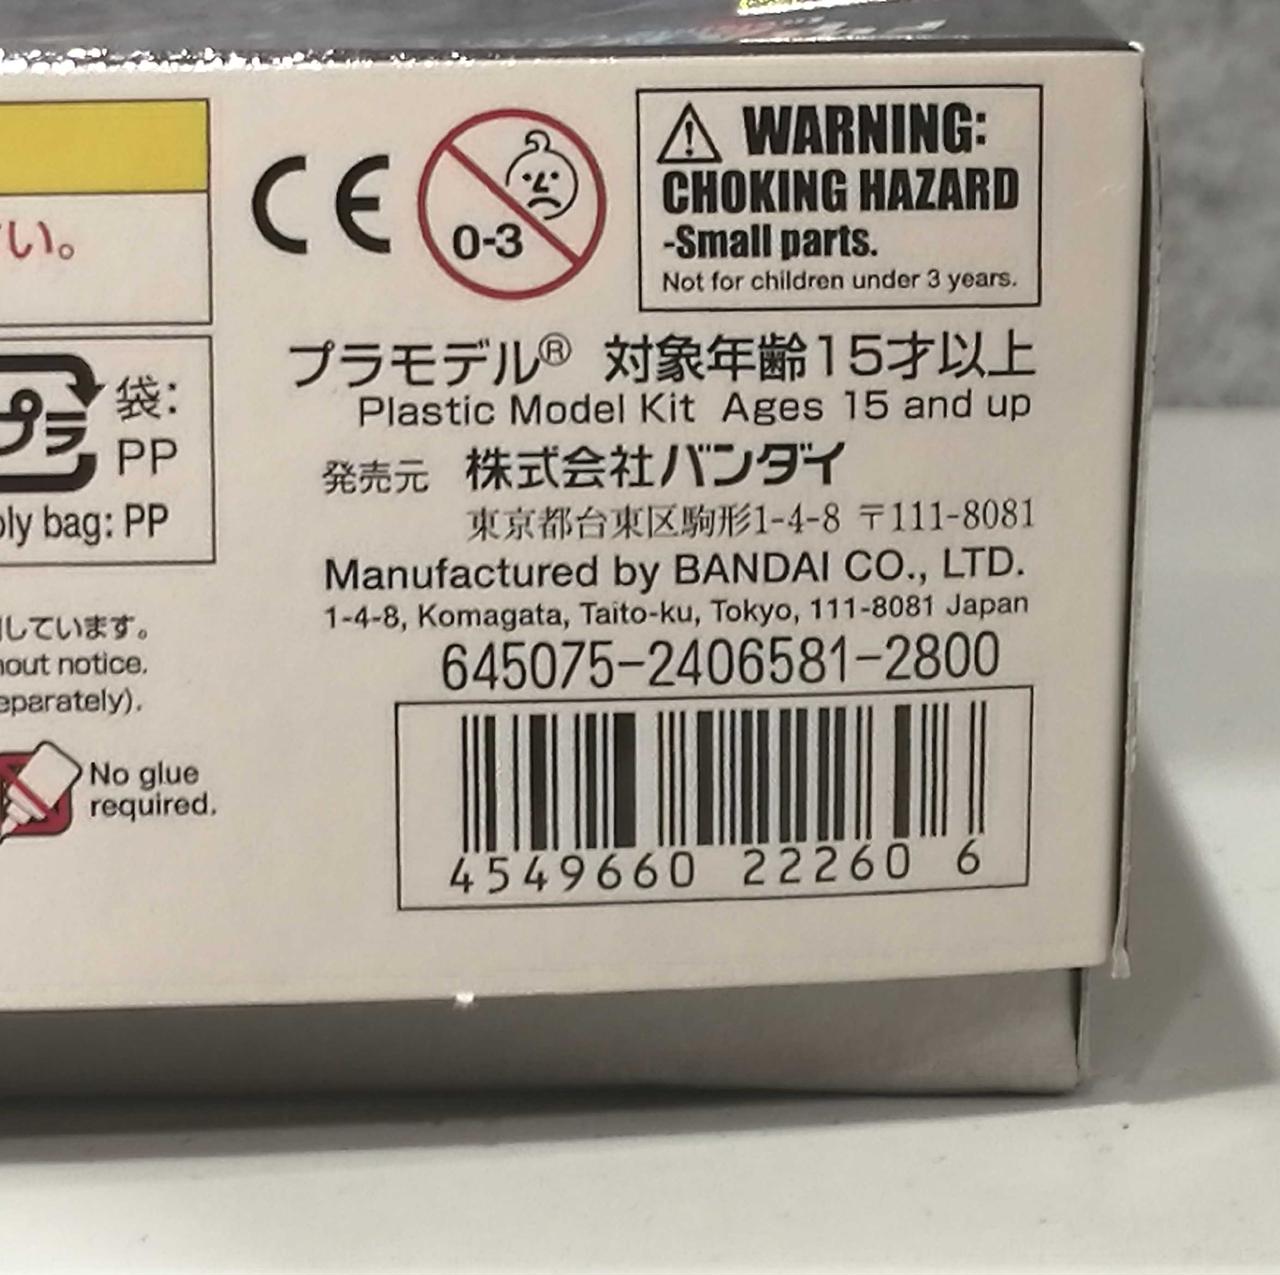 い。
袋:
プラ
PP
bag: PP
しています。
notice.
No glue
required.
CE
0-3
WARNING:
CHOKING HAZARD
-Small parts.
Not for children under 3 years.
プラモデル® 対象年齢15才以上
Plastic Model Kit Ages 15 and up
発売元 株式会社バンダイ
東京都台東区駒形1-4-8 〒111-8081
Manufactured by BANDAI CO., LTD.
1-4-8, Komagata, Taito-ku, Tokyo, 111-8081 Japan
645075-2406581-2800
4549660 22260 6